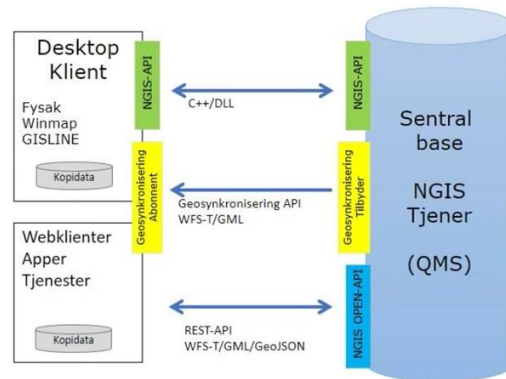 Desktop
Klient
Fysak
Winmap
GISLINE
Kopidata
NGIS-API
Geosynkronisering
Abonnent
C++/DLL
Geosynkronisering API
WFS-T/GML
NGIS-API
Geosynkronisering
Tilbyder
NGIS OPEN-API
Sentral
base
NGIS
Tjener
(QMS)
Webklienter
Apper
Tjenester
Kopidata
REST-API
WFS-T/GML/GeoJSON